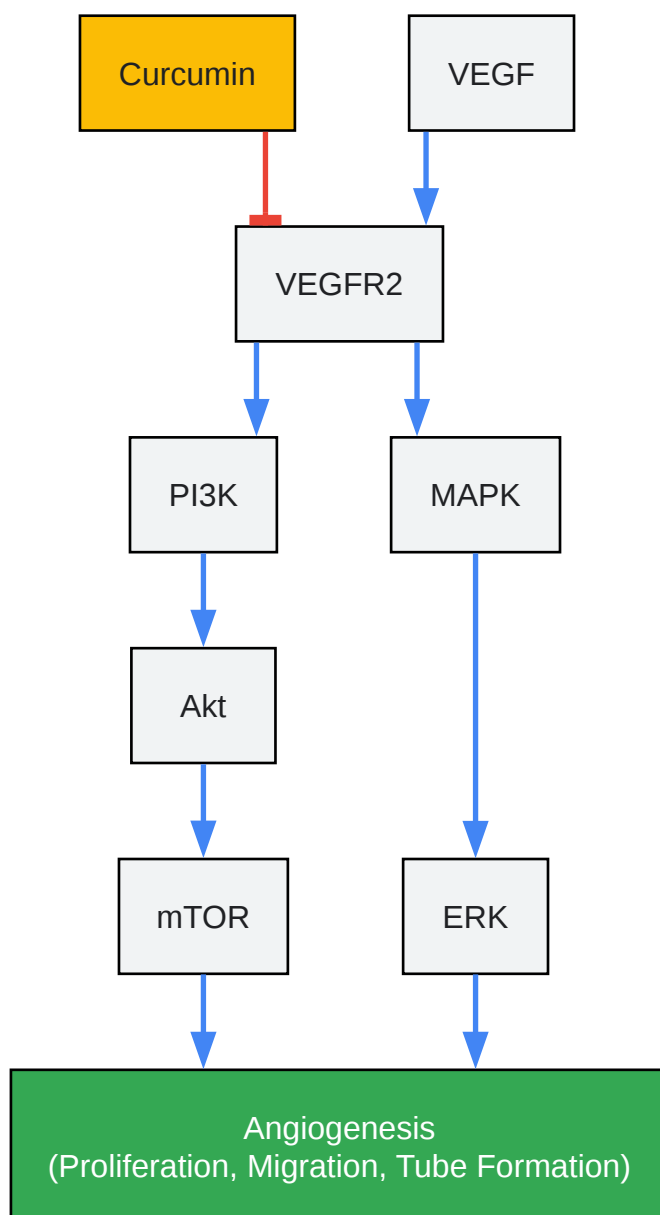 Curcumin
VEGF
VEGFR2
PI3K
MAPK
Akt
mTOR
ERK
Angiogenesis
(Proliferation, Migration, Tube Formation)